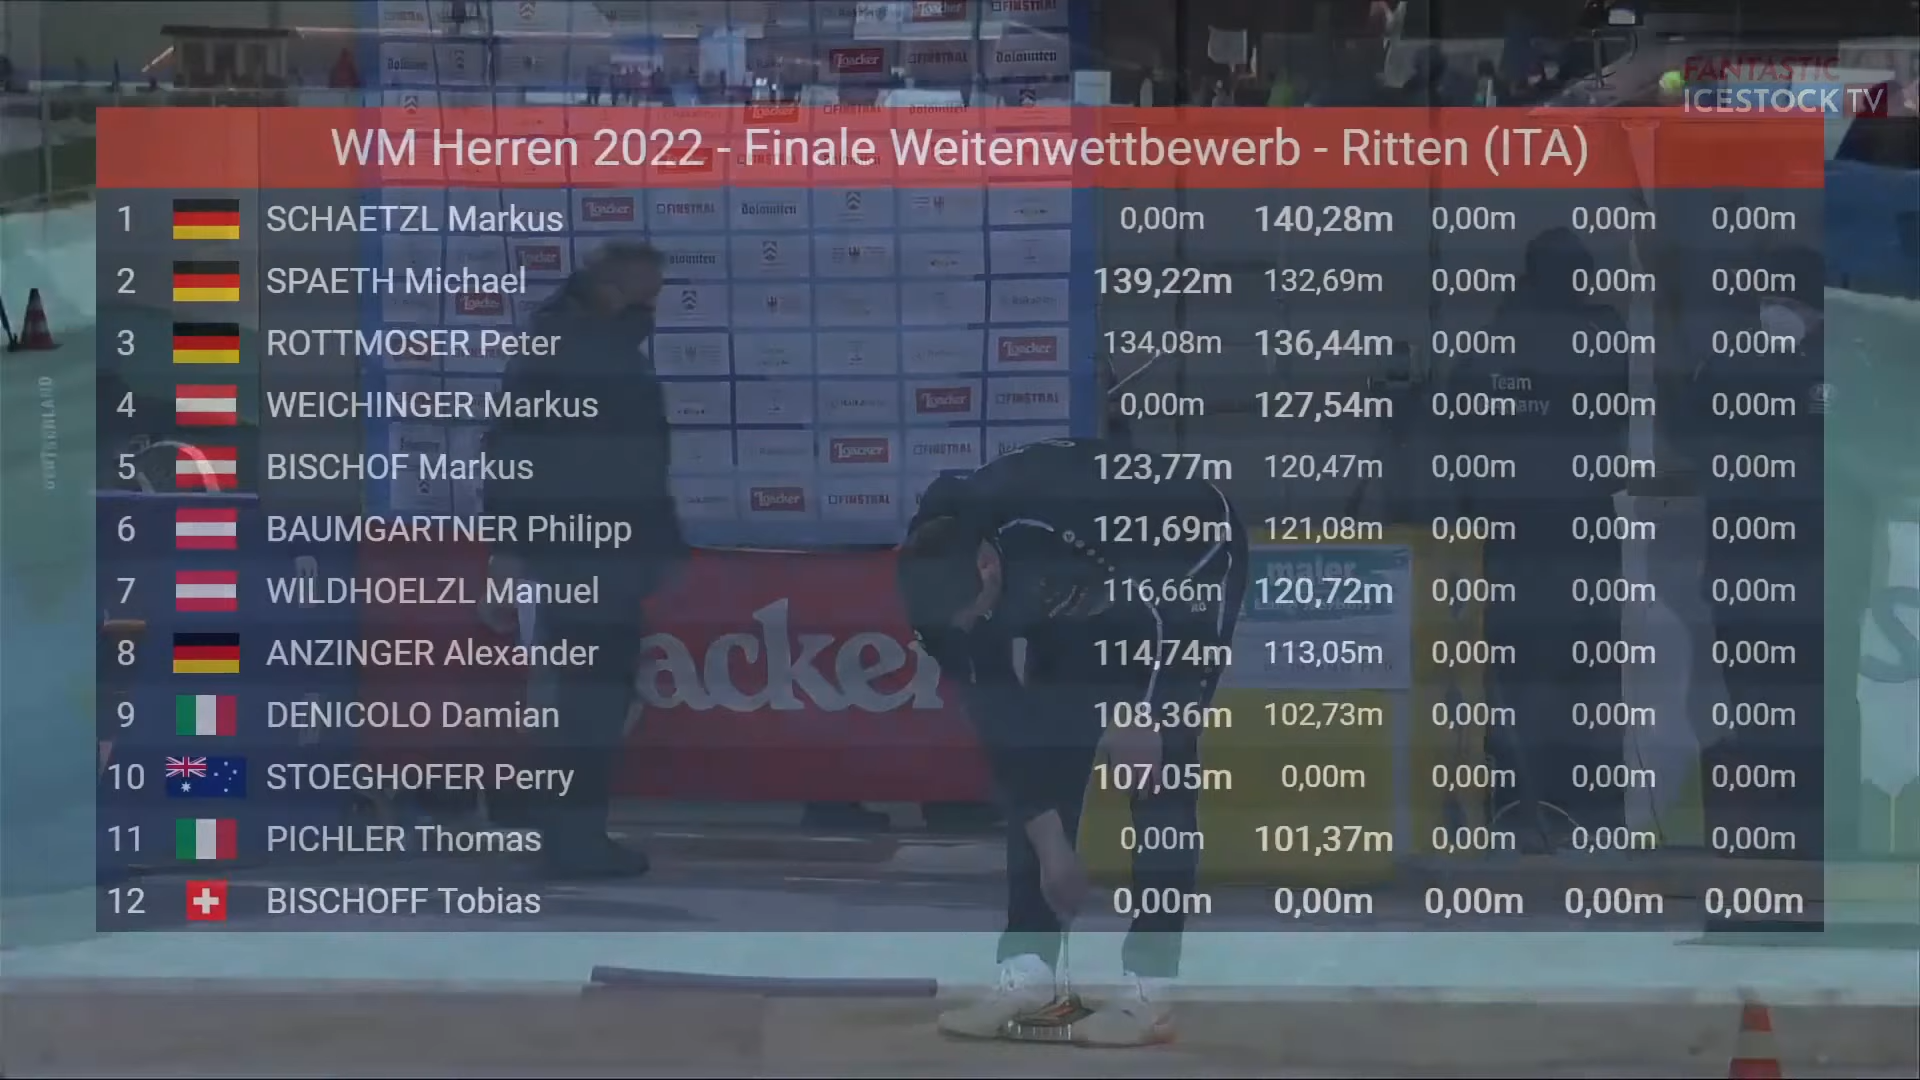 FANTASTIC
ICESTOCK TV
WM Herren 2022 - Finale Weitenwettbewerb - Ritten (ITA)
1 SCHAETZL Markus 0,00m 140,28m 0,00m 0,00m 0,00m
2 SPAETH Michael 139,22m 132,69m 0,00m 0,00m 0,00m
3 ROTTMOSER Peter 134,08m 136,44m 0,00m 0,00m 0,00m
4 WEICHINGER Markus 0,00m 127,54m 0,00m 0,00m 0,00m
5 BISCHOF Markus 123,77m 120,47m 0,00m 0,00m 0,00m
6 BAUMGARTNER Philipp 121,69m 121,08m 0,00m 0,00m 0,00m
7 WILDHOELZL Manuel 116,66m 120,72m 0,00m 0,00m 0,00m
8 ANZINGER Alexander 114,74m 113,05m 0,00m 0,00m 0,00m
9 DENICOLO Damian 108,36m 102,73m 0,00m 0,00m 0,00m
10 STOEGHOFER Perry 107,05m 0,00m 0,00m 0,00m 0,00m
11 PICHLER Thomas 0,00m 101,37m 0,00m 0,00m 0,00m
12 BISCHOFF Tobias 0,00m 0,00m 0,00m 0,00m 0,00m
Loacker FINSTRAL Dolomiten
Team
acker
maler